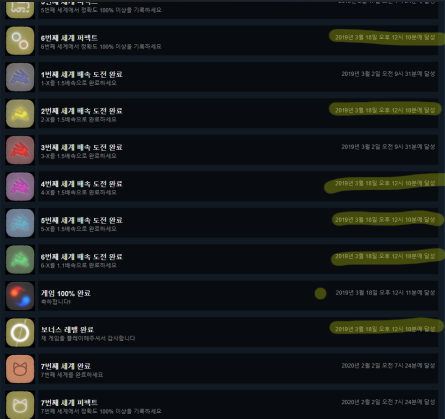 5번째 세계에서 정확도 100% 이상을 기록하세요
6번째 세계 퍼펙트
6번째 세계에서 정확도 100% 이상을 기록하세요
2019년 3월 18일 오후 12시 10분에 달성
1번째 세계 배속 도전 완료
1-X를 1.5배속으로 완료하세요
2019년 3월 2일 오전 9시 31분에 달성
2번째 세계 배속 도전 완료
2-X를 1.5배속으로 완료하세요
2019년 3월 18일 오후 12시 10분에 달성
3번째 세계 배속 도전 완료
3-X를 1.5배속으로 완료하세요
2019년 3월 2일 오전 9시 31분에 달성
4번째 세계 배속 도전 완료
4-X를 1.5배속으로 완료하세요
2019년 3월 18일 오후 12시 10분에 달성
5번째 세계 배속 도전 완료
5-X를 1.5배속으로 완료하세요
2019년 3월 18일 오후 12시 10분에 달성
6번째 세계 배속 도전 완료
6-X를 1.1배속으로 완료하세요
2019년 3월 18일 오후 12시 10분에 달성
게임 100% 완료
축하합니다!
2019년 3월 18일 오후 12시 11분에 달성
보너스 레벨 완료
제 게임을 플레이해주셔서 감사합니다
2019년 3월 18일 오후 12시 10분에 달성
7번째 세계 완료
7번째 세계를 완료하세요
2020년 2월 2일 오전 7시 24분에 달성
7번째 세계 퍼펙트
7번째 세계에서 정확도 100% 이상을 기록하세요
2020년 2월 2일 오전 7시 24분에 달성